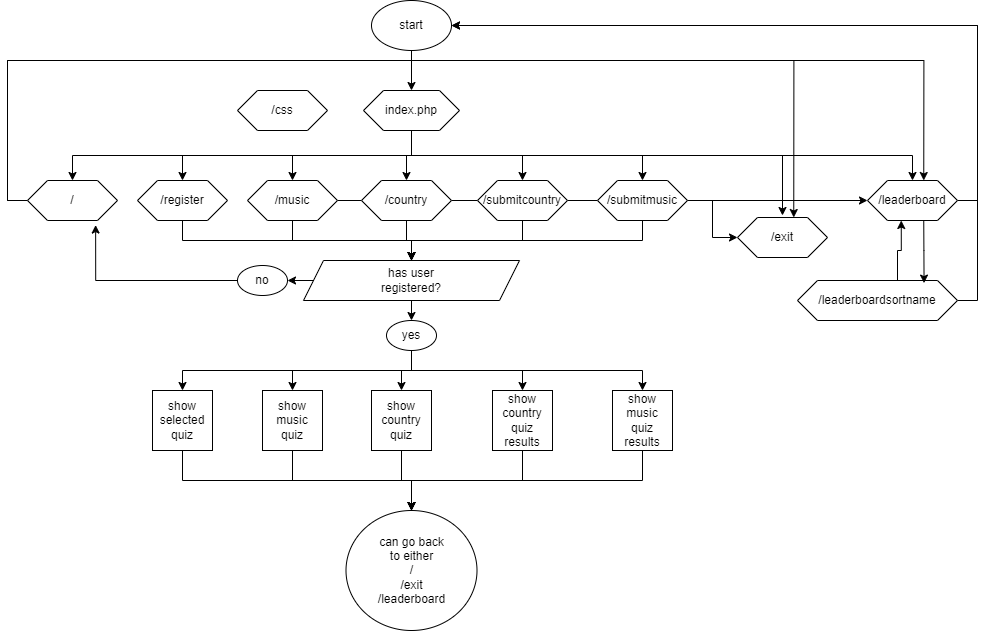 start
/css
index.php
/
/register
/music
/country
/submitcountry
/submitmusic
/leaderboard
/exit
has user
registered?
no
/leaderboardsortname
yes
show
selected
quiz
show
music
quiz
show
country
quiz
show
country
quiz
results
show
music
quiz
results
can go back
to either
/
/exit
/leaderboard